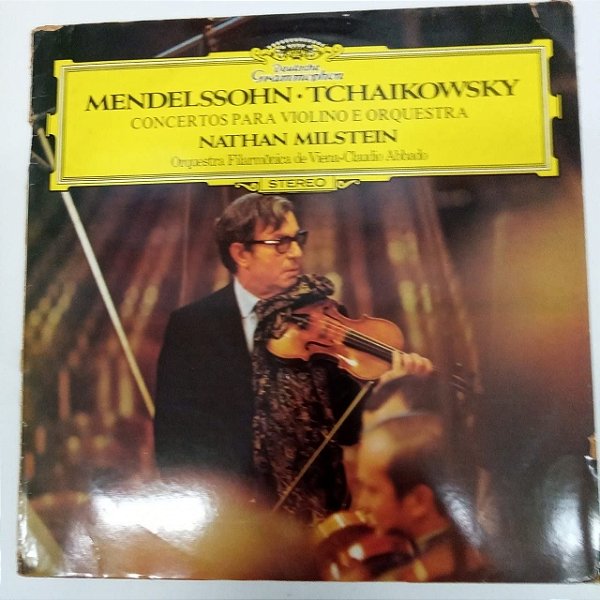 Deutsche
Grammophon
MENDELSSOHN · TCHAIKOWSKY
CONCERTOS PARA VIOLINO E ORQUESTRA
NATHAN MILSTEIN
Orquestra Filarmônica de Viena·Claudio Abbado
STEREO